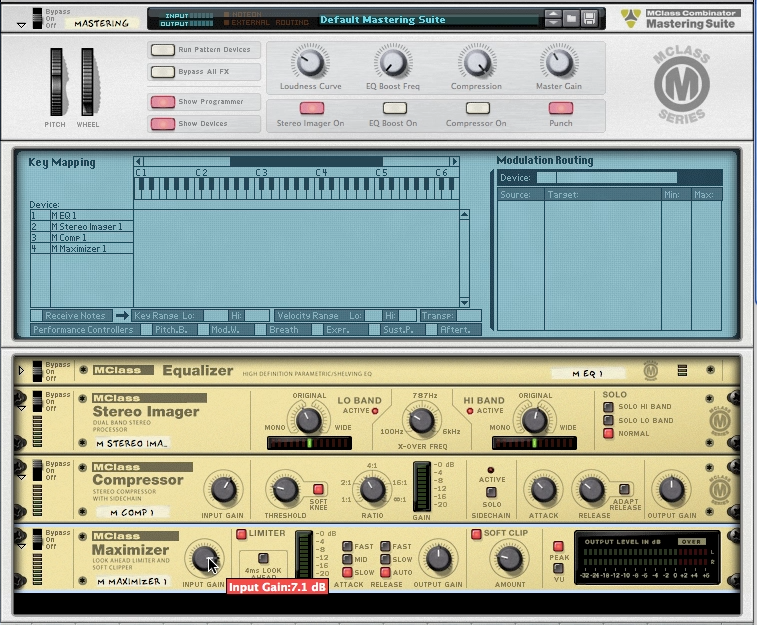 Bypass
On
Off
MASTERING
INPUT
OUTPUT
NOTEON
EXTERNAL ROUTING
Default Mastering Suite
MClass Combinator
Mastering Suite
PITCH
WHEEL
Run Pattern Devices
Bypass All FX
Show Programmer
Show Devices
Loudness Curve
EQ Boost Freq
Compression
Master Gain
Stereo Imager On
EQ Boost On
Compressor On
Punch
MCLASS
M
SERIES
Key Mapping
C1 C2 C3 C4 C5 C6
Device:
1 M EQ 1
2 M Stereo Imager 1
3 M Comp 1
4 M Maximizer 1
Receive Notes
Key Range Lo: Hi:
Velocity Range Lo: Hi:
Transp:
Performance Controllers
Pitch.B.
Mod.W.
Breath
Expr.
Sust.P.
Aftert.
Modulation Routing
Device:
Source: Target: Min: Max:
Bypass
On
Off
MClass Equalizer
HIGH DEFINITION PARAMETRIC/SHELVING EQ
M EQ 1
Bypass
On
Off
MClass
Stereo Imager
DUAL BAND STEREO
PROCESSOR
M STEREO IMA..
ORIGINAL
MONO
WIDE
LO BAND
ACTIVE
787Hz
100Hz
6kHz
X-OVER FREQ
HI BAND
ACTIVE
ORIGINAL
MONO
WIDE
SOLO
SOLO HI BAND
SOLO LO BAND
NORMAL
Bypass
On
Off
MClass
Compressor
STEREO COMPRESSOR
WITH SIDECHAIN
M COMP 1
INPUT GAIN
THRESHOLD
SOFT
KNEE
4:1
2:1
16:1
1:1
∞:1
RATIO
-0 dB
-4
-8
-12
-16
-20
GAIN
ACTIVE
SOLO
SIDECHAIN
ATTACK
RELEASE
ADAPT
RELEASE
OUTPUT GAIN
Bypass
On
Off
MClass
Maximizer
LOOK AHEAD LIMITER AND
SOFT CLIPPER
M MAXIMIZER 1
INPUT GAIN
Input Gain:7.1 dB
LIMITER
4ms LOOK
AHEAD
-0 dB
-4
-8
-12
-16
-20
FAST
MID
SLOW
ATTACK
FAST
SLOW
AUTO
RELEASE
OUTPUT GAIN
SOFT CLIP
AMOUNT
PEAK
VU
OUTPUT LEVEL IN dB
OVER
L
R
-32 -24 -20 -16 -12 -10 -8 -6 -4 -2 0 +2 +4 +6